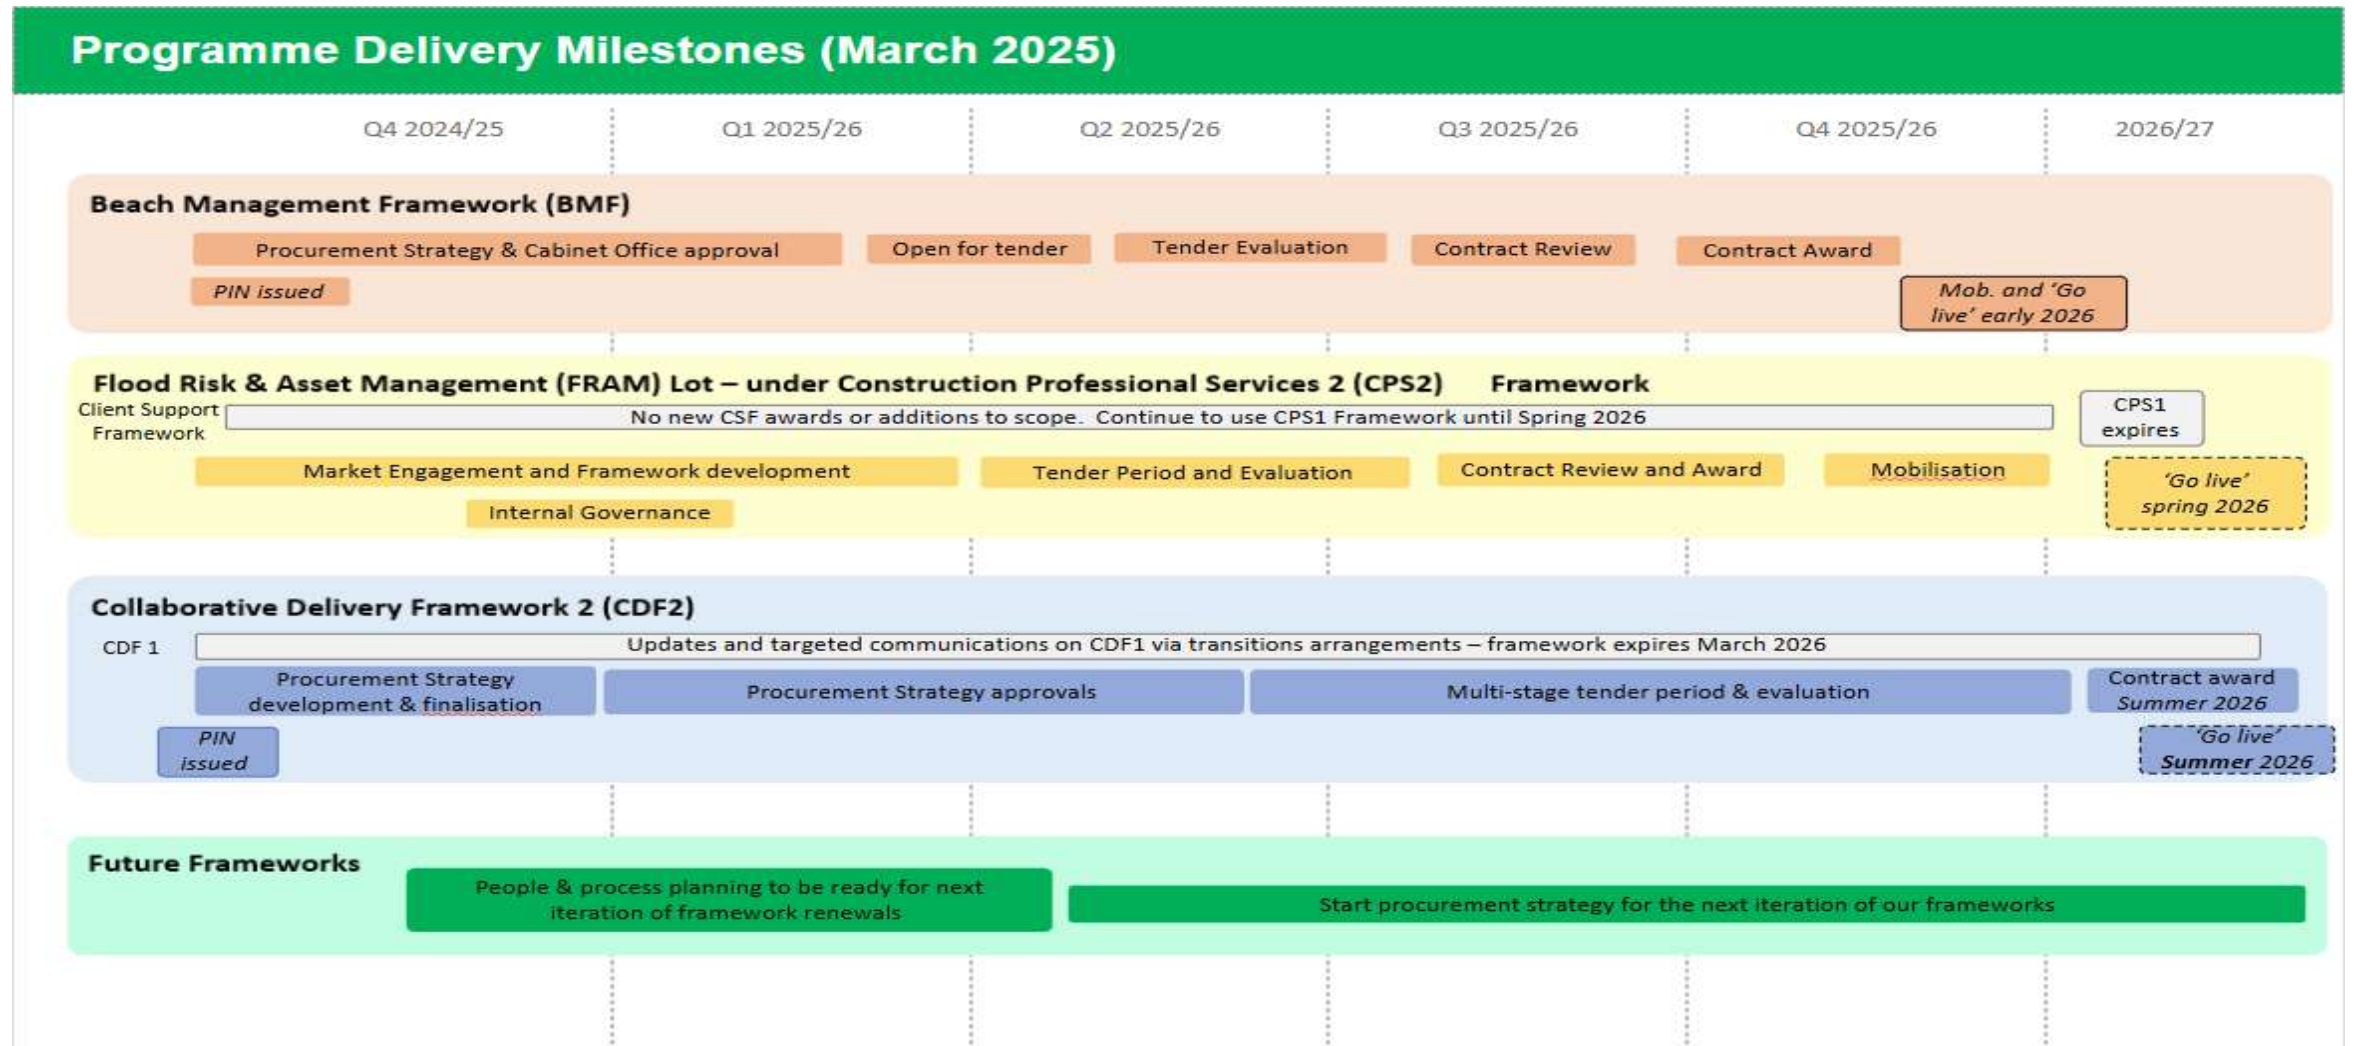 Programme Delivery Milestones (March 2025)
Q4 2024/25
Q1 2025/26
Q2 2025/26
Q3 2025/26
Q4 2025/26
2026/27
Beach Management Framework (BMF)
Procurement Strategy & Cabinet Office approval
Open for tender
Tender Evaluation
Contract Review
Contract Award
PIN issued
Mob. and ‘Go
live’ early 2026
Flood Risk & Asset Management (FRAM) Lot – under Construction Professional Services 2 (CPS2) Framework
Client Support
Framework
No new CSF awards or additions to scope. Continue to use CPS1 Framework until Spring 2026
CPS1
expires
Market Engagement and Framework development
Tender Period and Evaluation
Contract Review and Award
Mobilisation
‘Go live’
spring 2026
Internal Governance
Collaborative Delivery Framework 2 (CDF2)
CDF 1
Updates and targeted communications on CDF1 via transitions arrangements – framework expires March 2026
Procurement Strategy
development & finalisation
Procurement Strategy approvals
Multi-stage tender period & evaluation
Contract award
Summer 2026
PIN
issued
‘Go live’
Summer 2026
Future Frameworks
People & process planning to be ready for next
iteration of framework renewals
Start procurement strategy for the next iteration of our frameworks